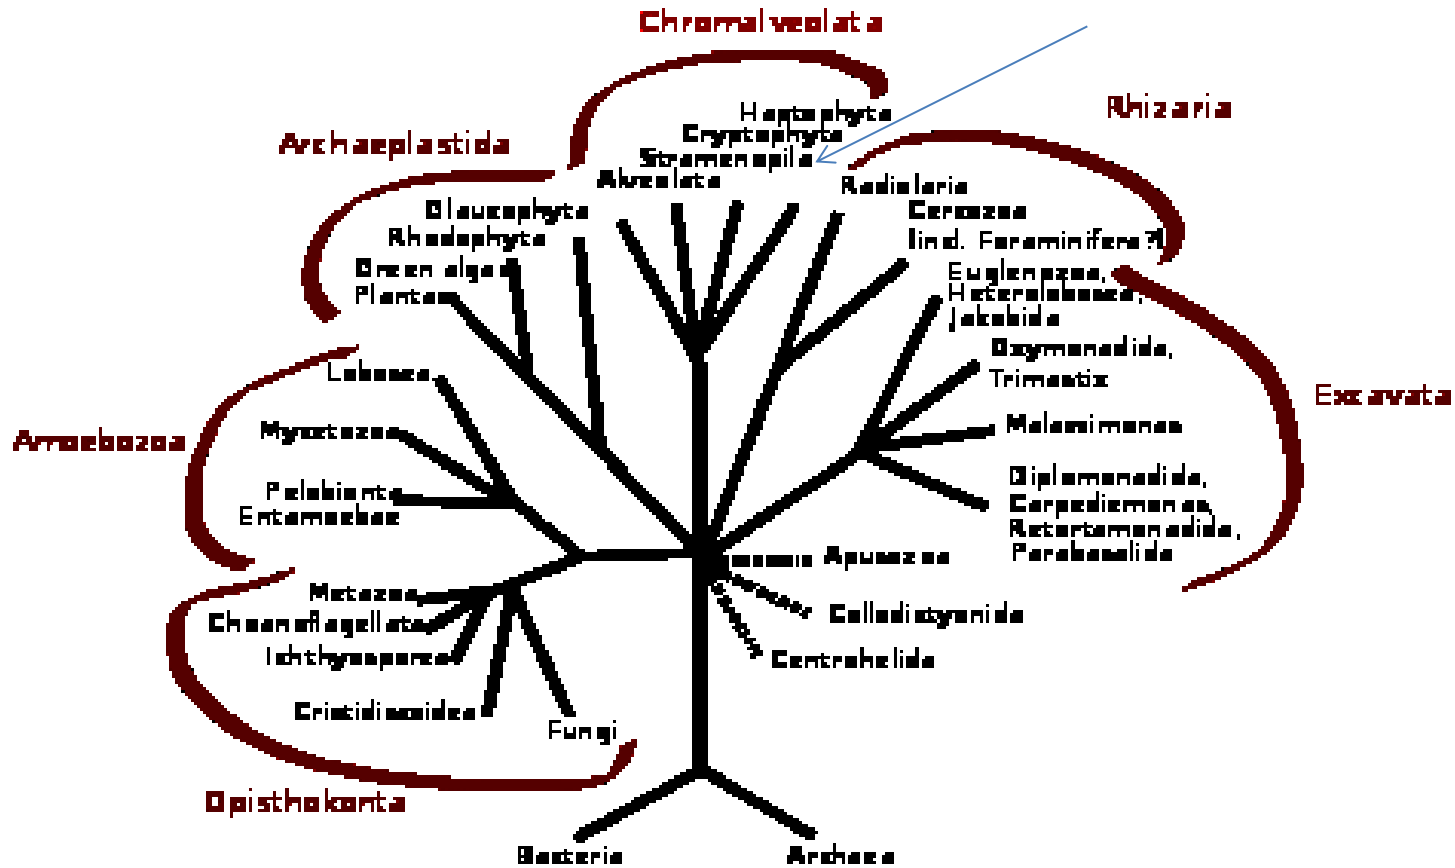 Chromalveolata
Haptophyta
Cryptophyta
Stramenopila
Alveolata
Rhizaria
Radiolaria
Cercozoa
(incl. Foraminifera?)
Archaeplastida
Glaucophyta
Rhodophyta
Green algae
Plantae
Euglenozoa,
Heterolobosea,
Jakobida
Oxymonadida,
Trimastix
Malawimonas
Diplomonadida,
Carpediemonas,
Retortamonadida,
Parabasalida
Excavata
Amoebozoa
Lobosea
Mycetozoa
Pelobionta
Entamoebae
Apusozoa
Collodictyonida
Centrohelida
Metazoa
Choanoflagellata
Ichthyosporea
Cristidiscoidea
Fungi
Opisthokonta
Bacteria
Archaea